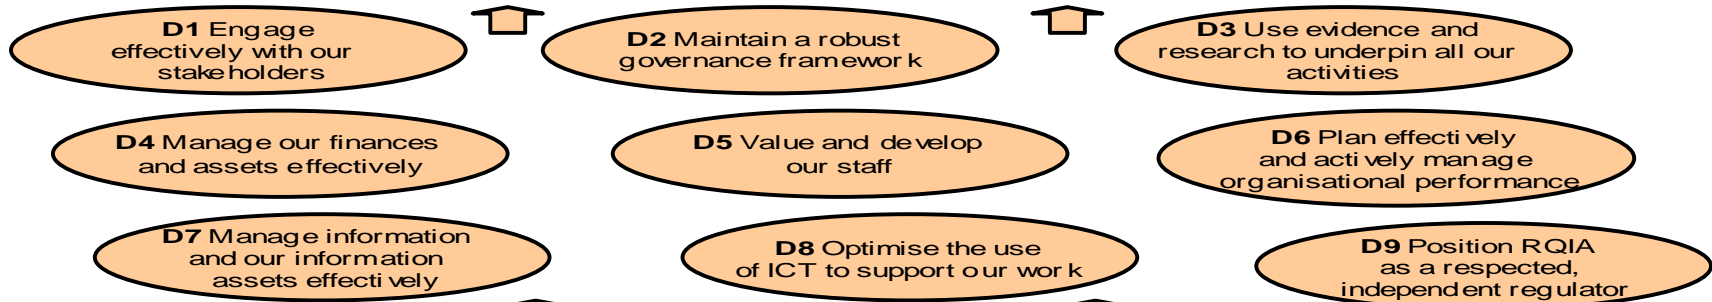 D1 Engage
effectively with our
stakeholders
D2 Maintain a robust
governance framework
D3 Use evidence and
research to underpin all our
activities
D4 Manage our finances
and assets effectively
D5 Value and develop
our staff
D6 Plan effectively
and actively manage
organisational performance
D7 Manage information
and our information
assets effectively
D8 Optimise the use
of ICT to support our work
D9 Position RQIA
as a respected,
independent regulator